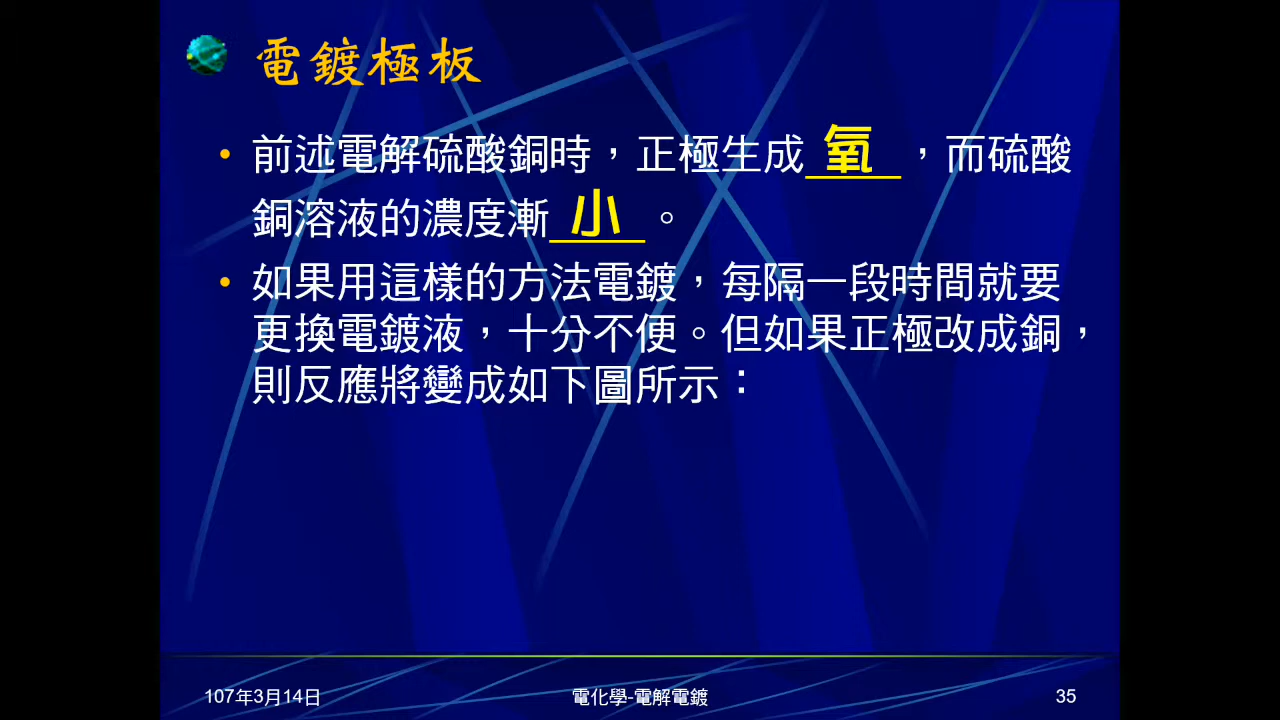 電鍍極板
• 前述電解硫酸銅時，正極生成 氧 ，而硫酸
銅溶液的濃度漸 小 。
• 如果用這樣的方法電鍍，每隔一段時間就要
更換電鍍液，十分不便。但如果正極改成銅，
則反應將變成如下圖所示：
107年3月14日
電化學-電解電鍍
35